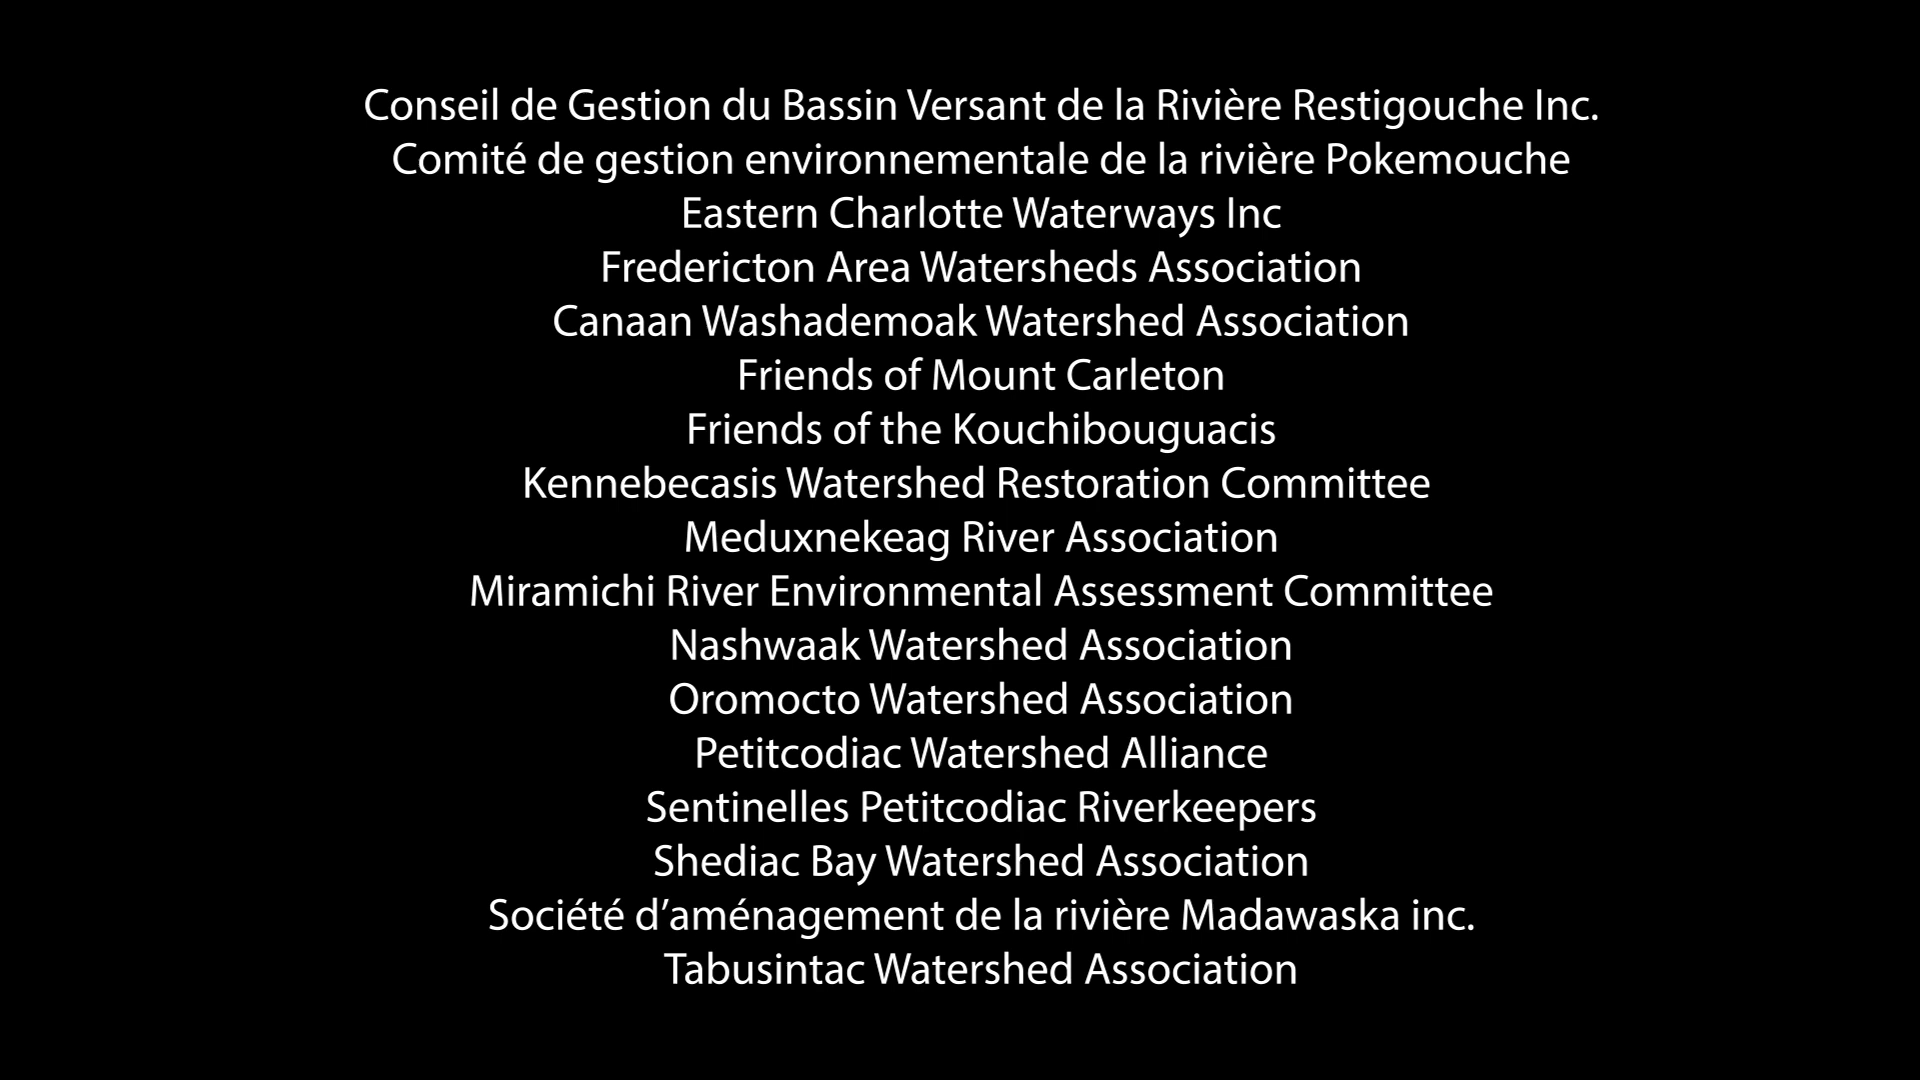 Conseil de Gestion du Bassin Versant de la Rivière Restigouche Inc.
Comité de gestion environnementale de la rivière Pokemouche
Eastern Charlotte Waterways Inc
Fredericton Area Watersheds Association
Canaan Washademoak Watershed Association
Friends of Mount Carleton
Friends of the Kouchibouguacis
Kennebecasis Watershed Restoration Committee
Meduxnekeag River Association
Miramichi River Environmental Assessment Committee
Nashwaak Watershed Association
Oromocto Watershed Association
Petitcodiac Watershed Alliance
Sentinelles Petitcodiac Riverkeepers
Shediac Bay Watershed Association
Société d’aménagement de la rivière Madawaska inc.
Tabusintac Watershed Association